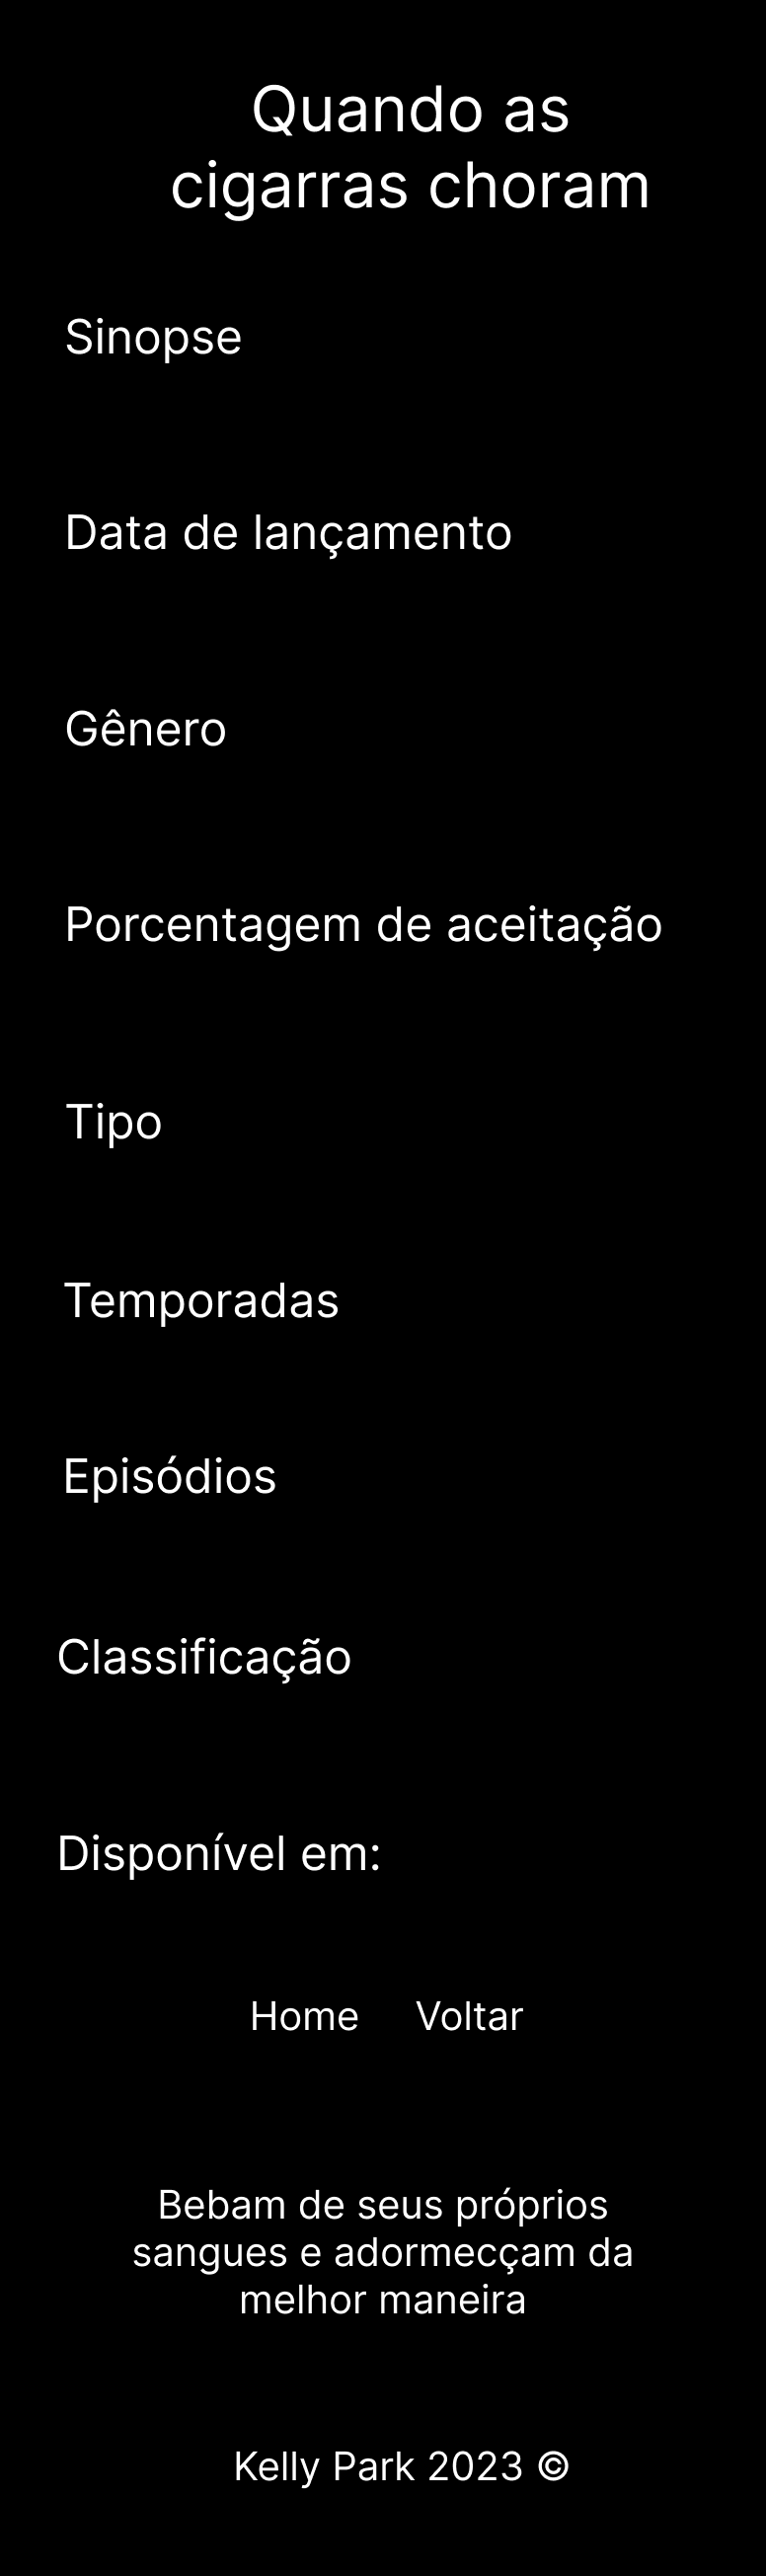 Quando as
cigarras choram
Sinopse
Data de lançamento
Gênero
Porcentagem de aceitação
Tipo
Temporadas
Episódios
Classificação
Disponível em:
Home Voltar
Bebam de seus próprios
sangues e adormecçam da
melhor maneira
Kelly Park 2023 ©